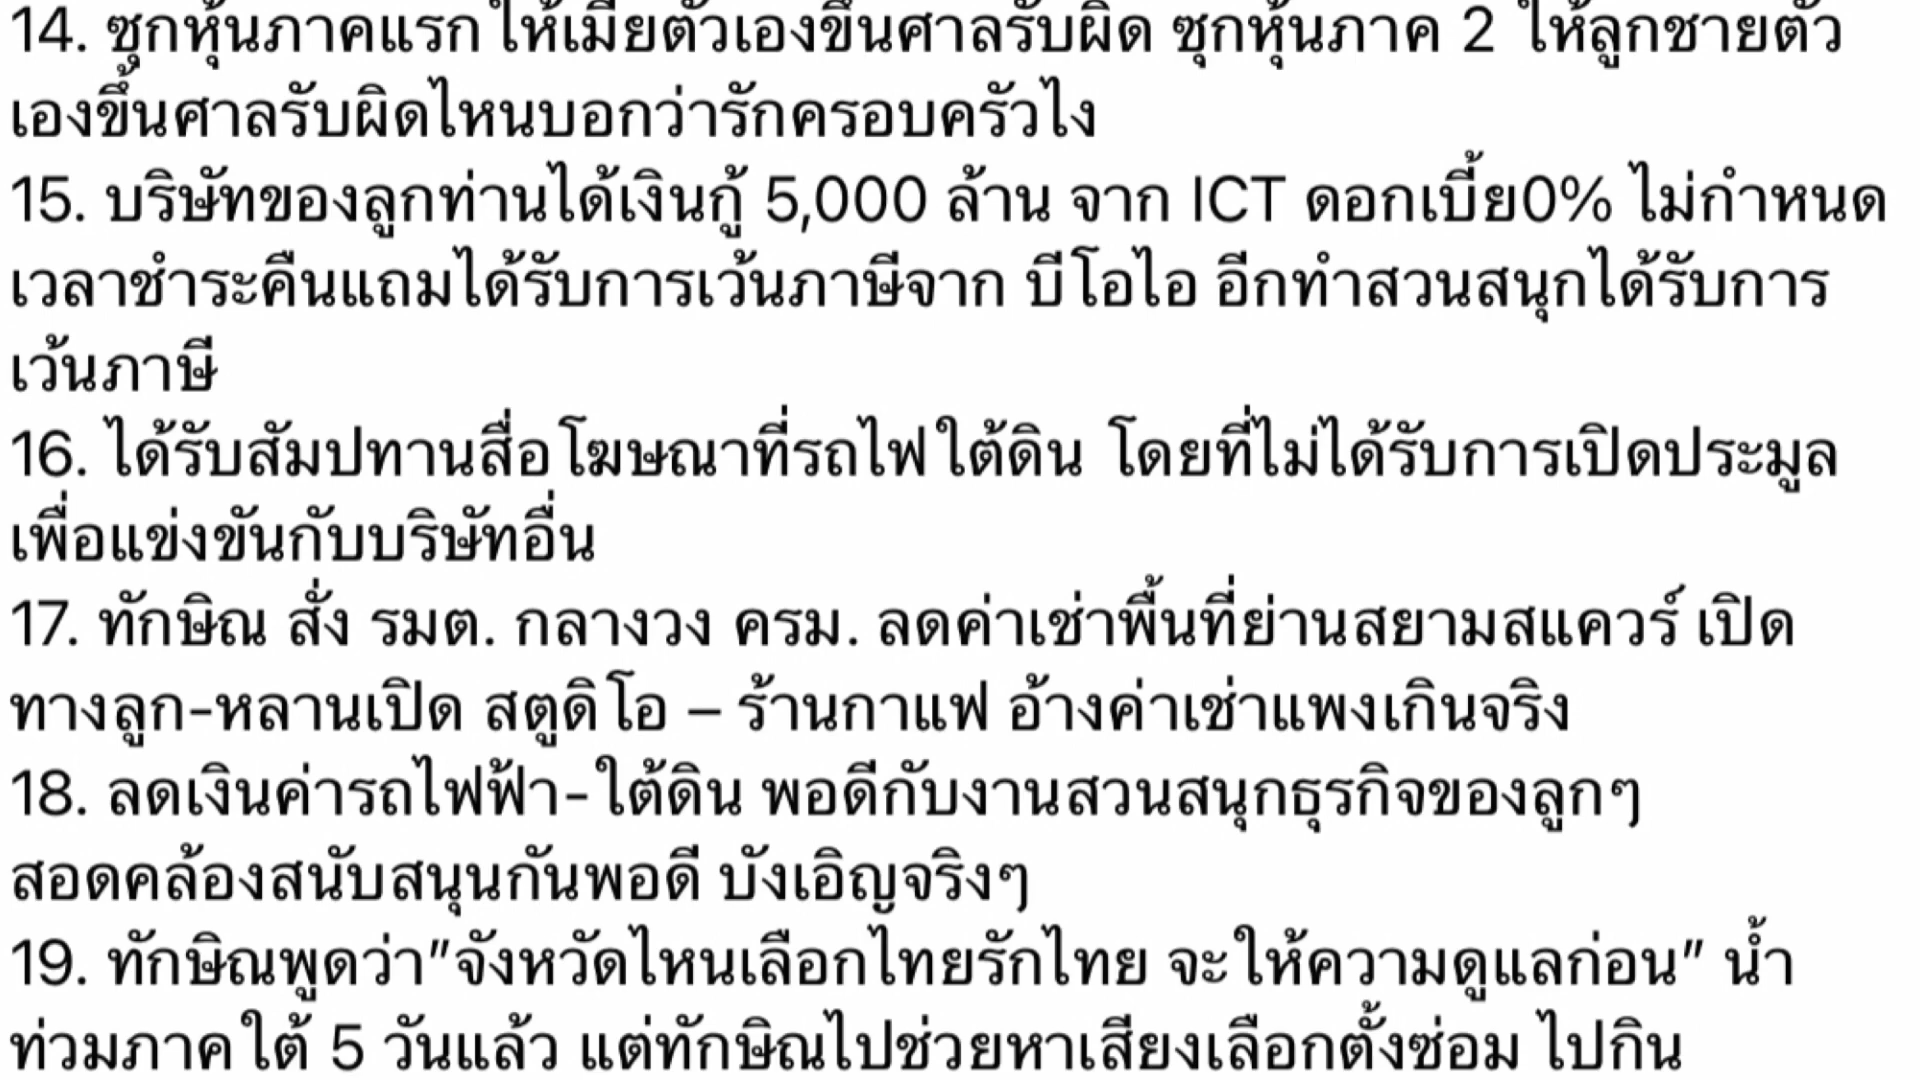 14. ซุกหุ้นภาคแรกให้เมียตัวเองขึ้นศาลรับผิด ซุกหุ้นภาค 2 ให้ลูกชายตัว
เองขึ้นศาลรับผิดไหนบอกว่ารักครอบครัวไง
15. บริษัทของลูกท่านได้เงินกู้ 5,000 ล้าน จาก ICT ดอกเบี้ย0% ไม่กำหนด
เวลาชำระคืนแถมได้รับการเว้นภาษีจาก บีโอไอ อีกทำสวนสนุกได้รับการ
เว้นภาษี
16. ได้รับสัมปทานสื่อโฆษณาที่รถไฟใต้ดิน โดยที่ไม่ได้รับการเปิดประมูล
เพื่อแข่งขันกับบริษัทอื่น
17. ทักษิณ สั่ง รมต. กลางวง ครม. ลดค่าเช่าพื้นที่ย่านสยามสแควร์ เปิด
ทางลูก-หลานเปิด สตูดิโอ – ร้านกาแฟ อ้างค่าเช่าแพงเกินจริง
18. ลดเงินค่ารถไฟฟ้า-ใต้ดิน พอดีกับงานสวนสนุกธุรกิจของลูกๆ
สอดคล้องสนับสนุนกันพอดี บังเอิญจริงๆ
19. ทักษิณพูดว่า"จังหวัดไหนเลือกไทยรักไทย จะให้ความดูแลก่อน" น้ำ
ท่วมภาคใต้ 5 วันแล้ว แต่ทักษิณไปช่วยหาเสียงเลือกตั้งซ่อม ไปกิน